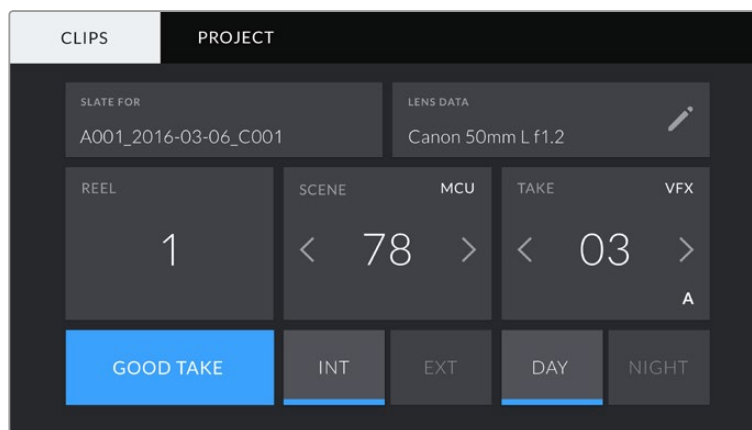 CLIPS PROJECT
SLATE FOR
A001_2016-03-06_C001
LENS DATA
Canon 50mm L f1.2
REEL
1
SCENE MCU
78
TAKE VFX
03
A
GOOD TAKE
INT
EXT
DAY
NIGHT